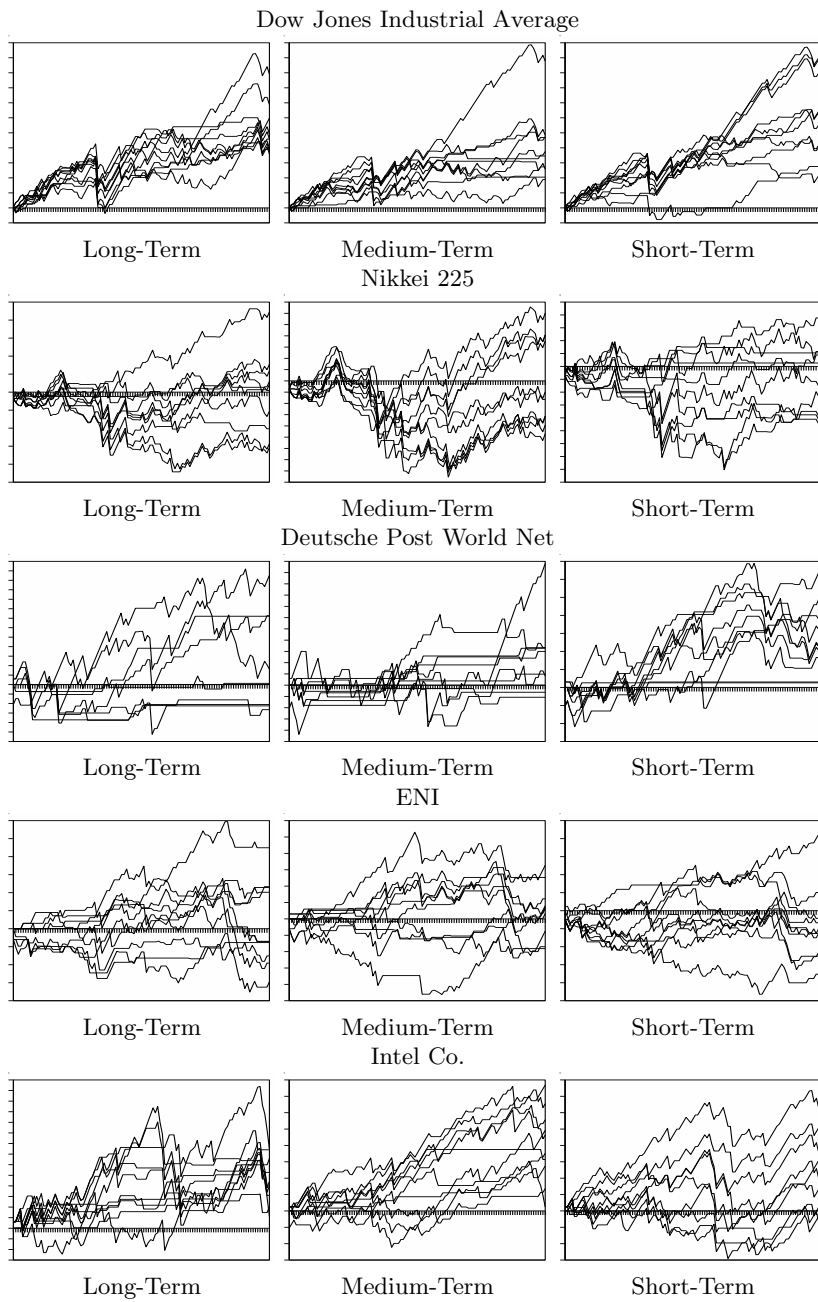 Dow Jones Industrial Average
Long-Term Medium-Term Short-Term
Nikkei 225
Long-Term Medium-Term Short-Term
Deutsche Post World Net
Long-Term Medium-Term Short-Term
ENI
Long-Term Medium-Term Short-Term
Intel Co.
Long-Term Medium-Term Short-Term